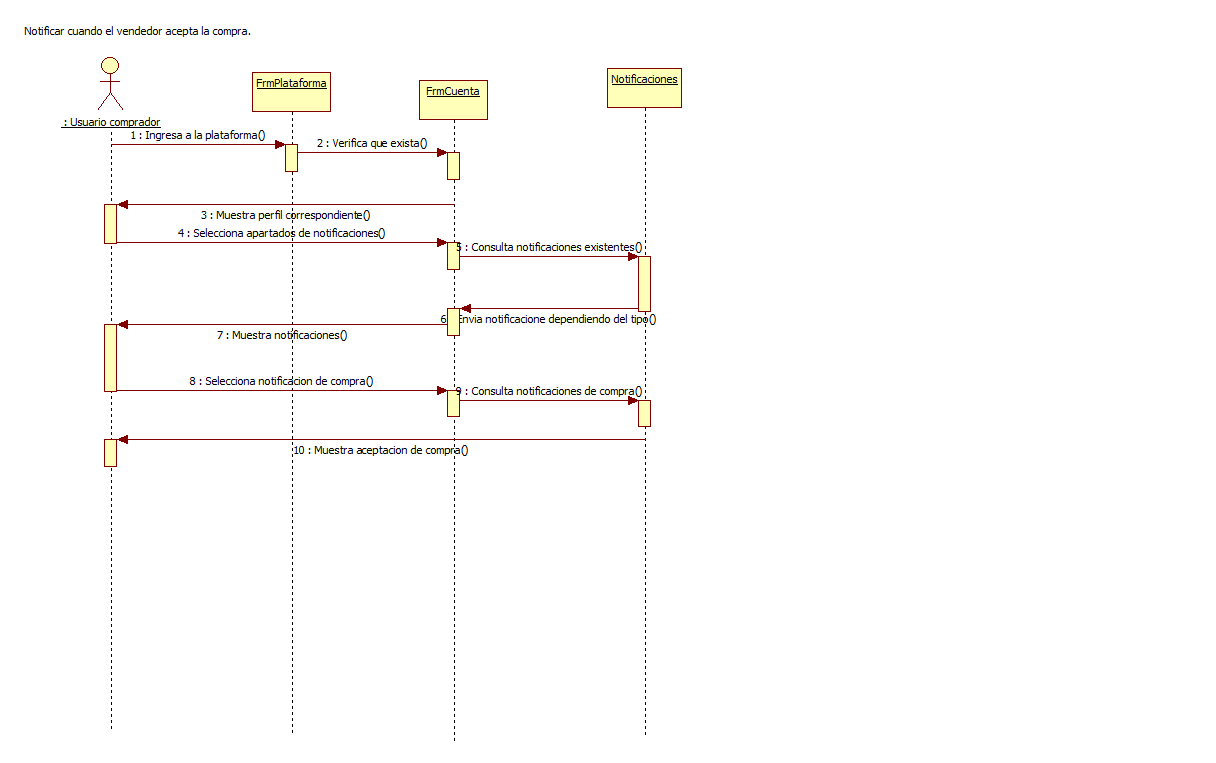 Notificar cuando el vendedor acepta la compra.
FrmPlataforma
FrmCuenta
Notificaciones
: Usuario comprador
1 : Ingresa a la plataforma()
2 : Verifica que exista()
3 : Muestra perfil correspondiente()
4 : Selecciona apartados de notificaciones()
5 : Consulta notificaciones existentes()
6 : Envia notificacione dependiendo del tipo()
7 : Muestra notificaciones()
8 : Selecciona notificacion de compra()
9 : Consulta notificaciones de compra()
10 : Muestra aceptacion de compra()